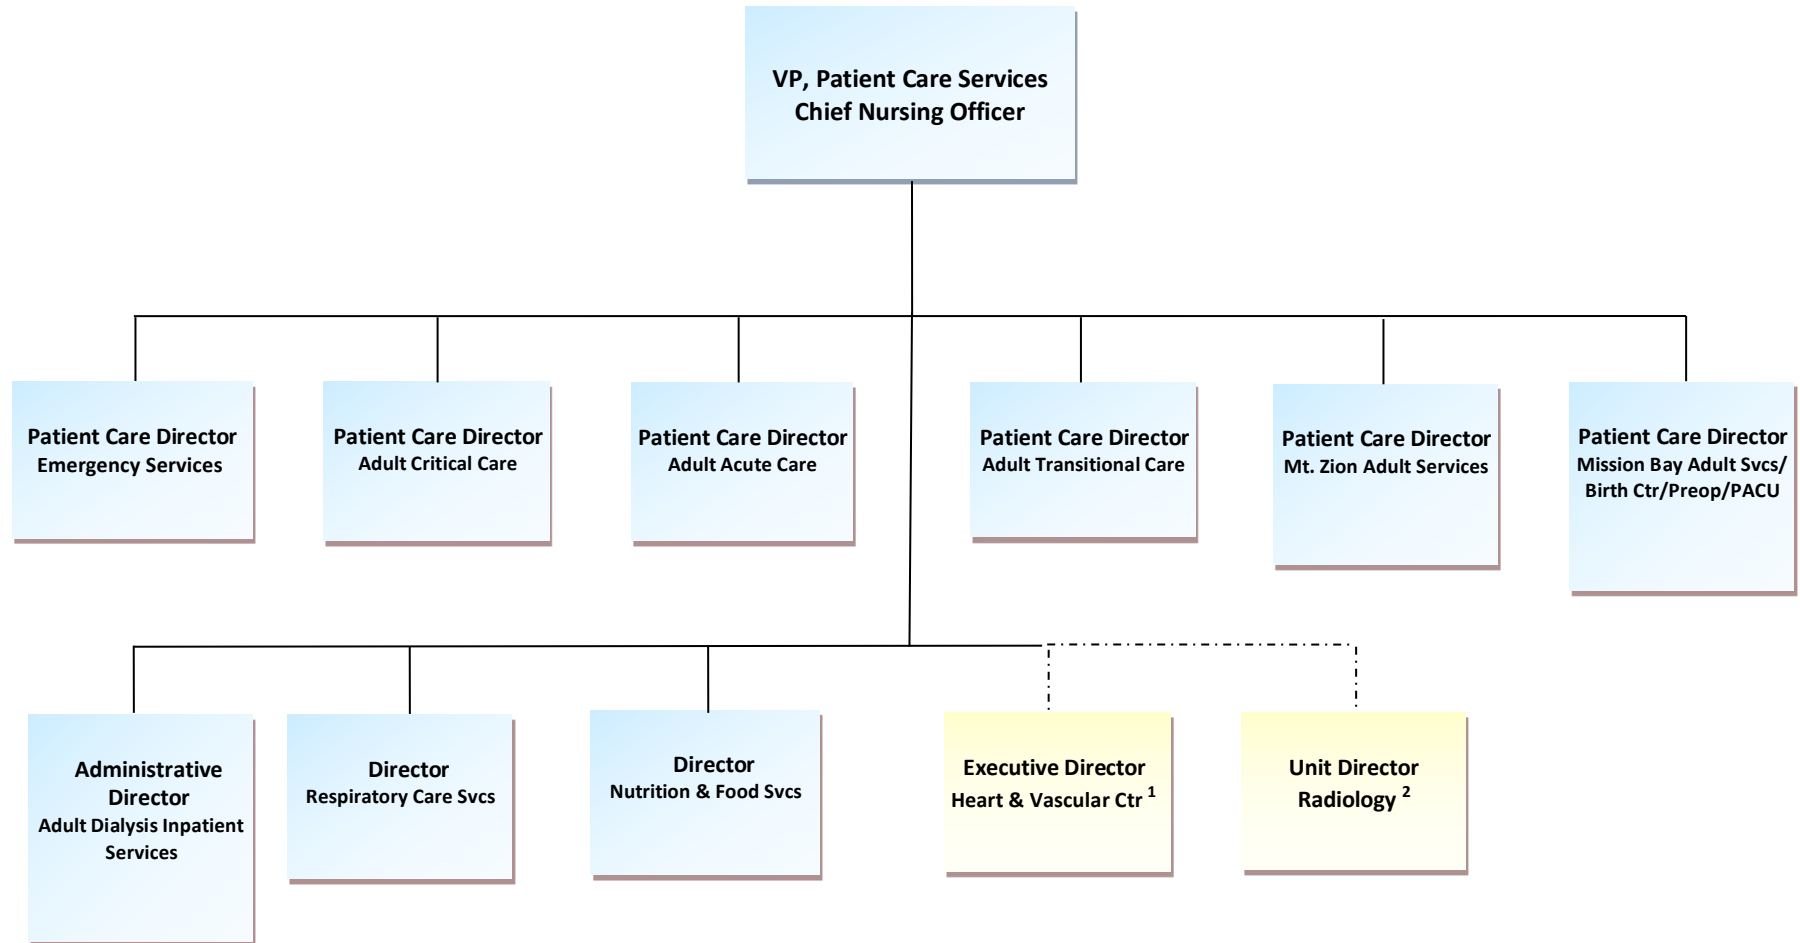 VP, Patient Care Services
Chief Nursing Officer
Patient Care Director
Emergency Services
Patient Care Director
Adult Critical Care
Patient Care Director
Adult Acute Care
Patient Care Director
Adult Transitional Care
Patient Care Director
Mt. Zion Adult Services
Patient Care Director
Mission Bay Adult Svcs/
Birth Ctr/Preop/PACU
Administrative
Director
Adult Dialysis Inpatient
Services
Director
Respiratory Care Svcs
Director
Nutrition & Food Svcs
Executive Director
Heart & Vascular Ctr 1
Unit Director
Radiology 2